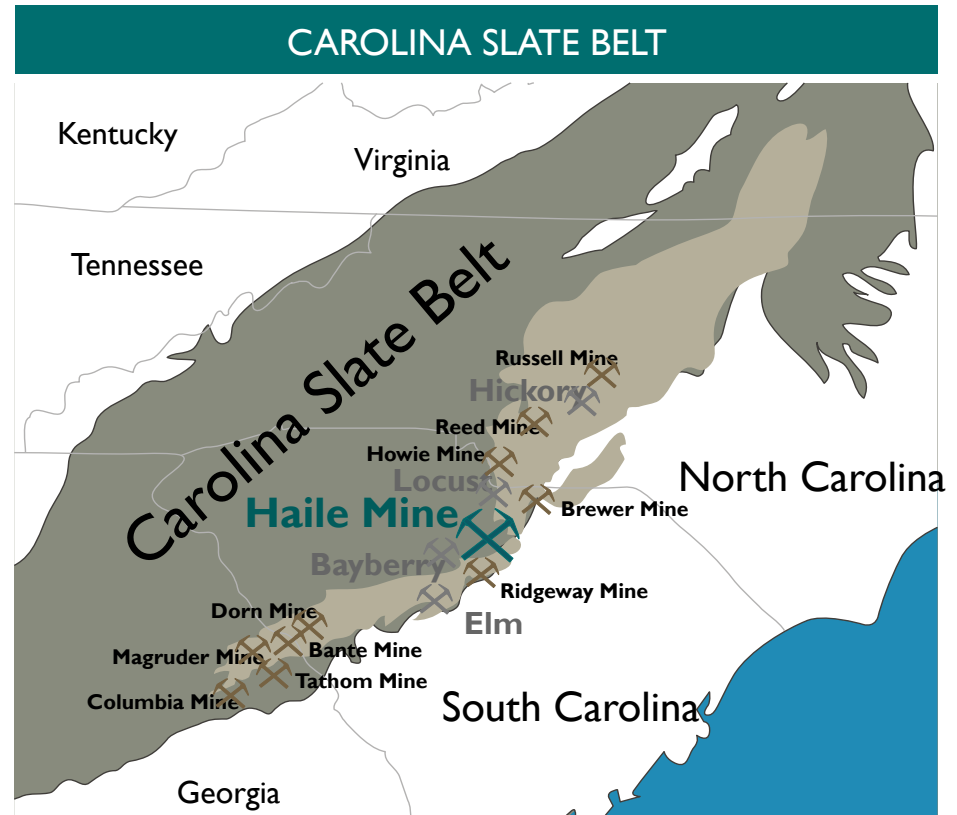 CAROLINA SLATE BELT
Kentucky
Virginia
Tennessee
Carolina Slate Belt
Russell Mine
Hickory
Reed Mine
Howie Mine
Locust
North Carolina
Haile Mine
Brewer Mine
Bayberry
Ridgeway Mine
Dorn Mine
Elm
Bante Mine
Magruder Mine
Tathom Mine
Columbia Mine
South Carolina
Georgia